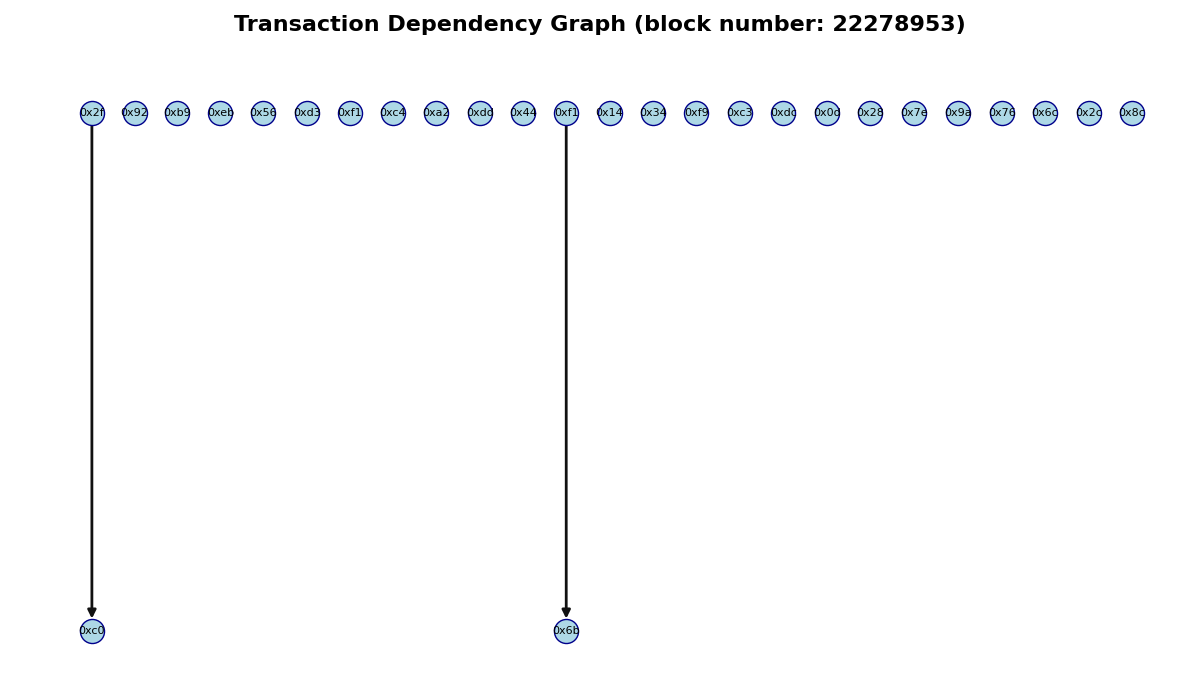 Transaction Dependency Graph (block number: 22278953)
0x2f 0x92 0xb9 0xeb 0x56 0xd3 0xf1 0xc4 0xa2 0xdd 0x44 0xf1 0x14 0x34 0xf9 0xc3 0xdc 0x0d 0x28 0x7e 0x9a 0x76 0x6c 0x2c 0x8c
0xc0 0x6b